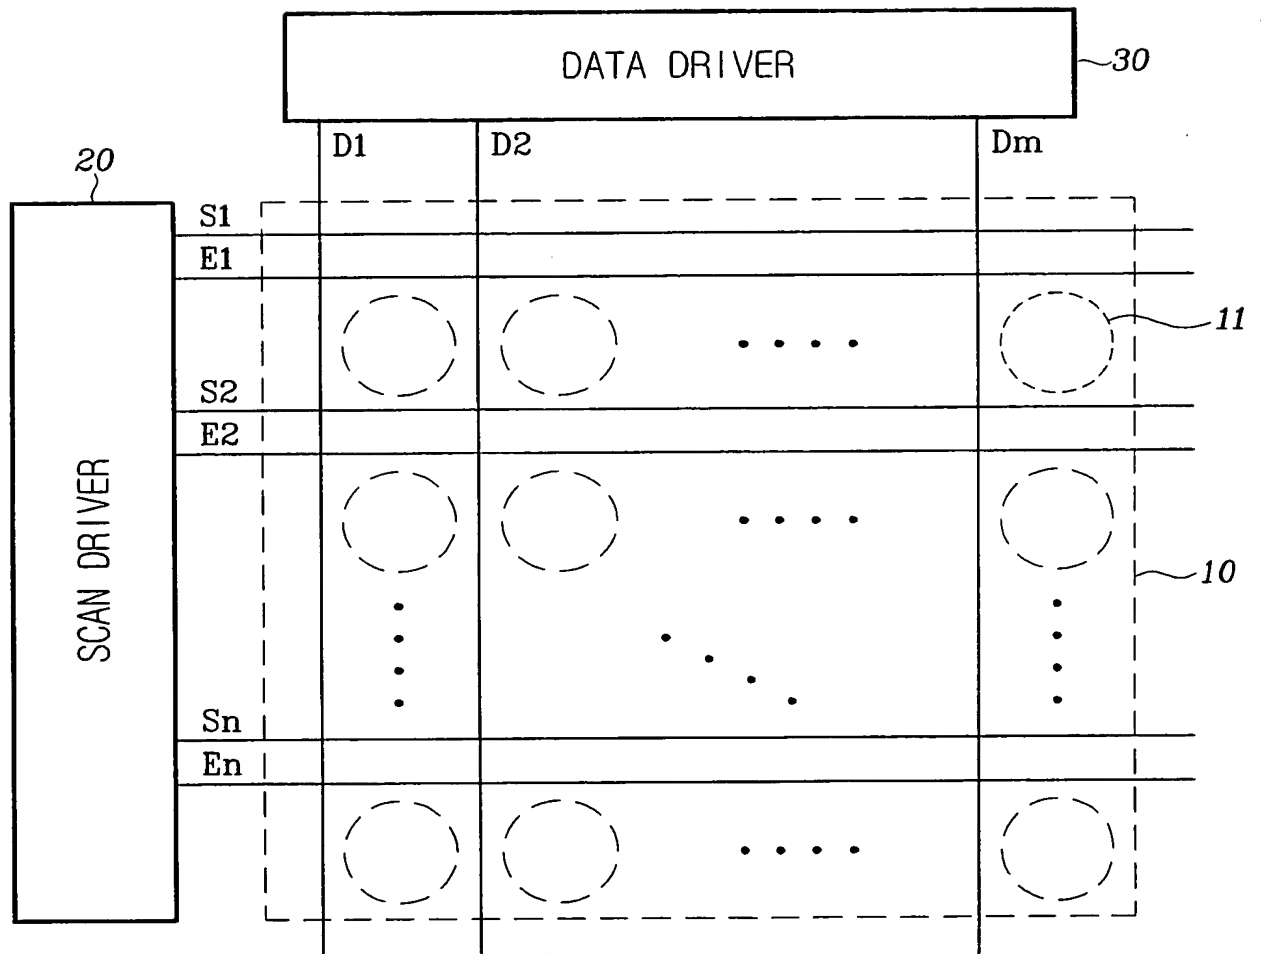 DATA DRIVER
30
D1
D2
Dm
20
S1
E1
11
S2
E2
SCAN DRIVER
10
Sn
En